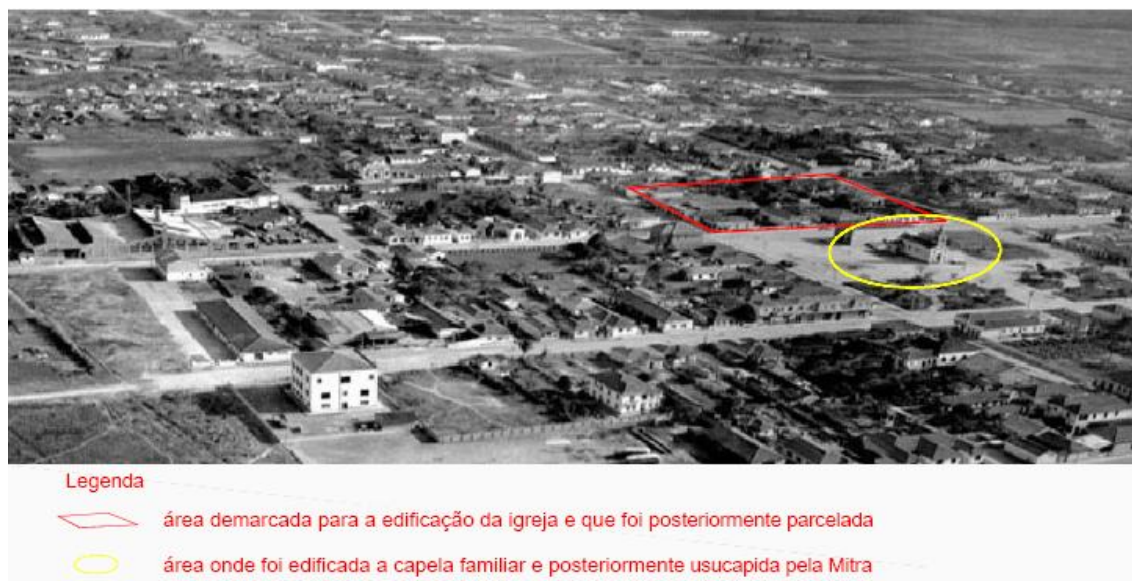 Legenda
área demarcada para a edificação da igreja e que foi posteriormente parcelada
área onde foi edificada a capela familiar e posteriormente usucapida pela Mitra